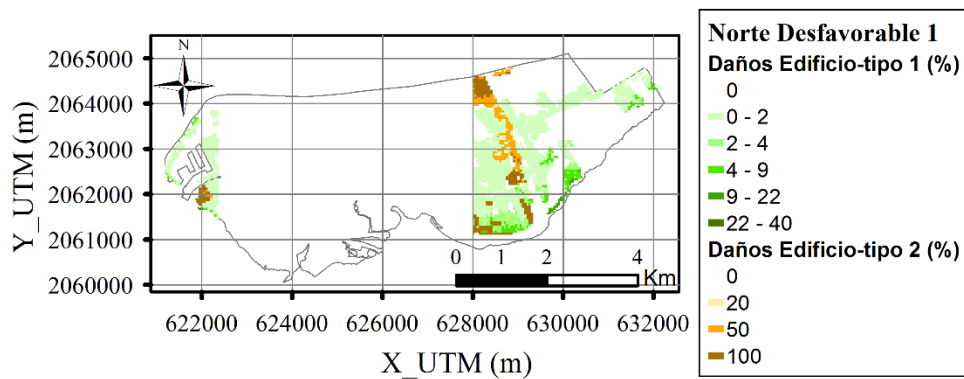 N
2065000
2064000
2063000
2062000
2061000
2060000
Y_UTM (m)
0 1 2 4
Km
622000 624000 626000 628000 630000 632000
X_UTM (m)
Norte Desfavorable 1
Daños Edificio-tipo 1 (%)
0
0 - 2
2 - 4
4 - 9
9 - 22
22 - 40
Daños Edificio-tipo 2 (%)
0
20
50
100